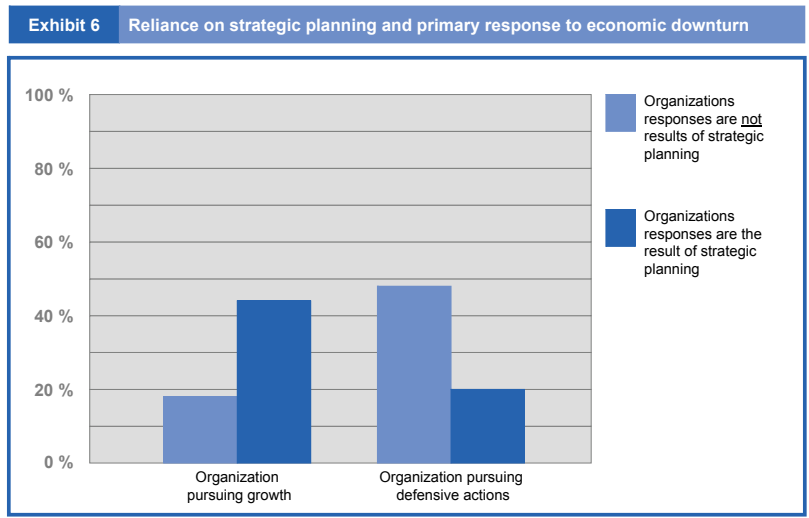 Exhibit 6 Reliance on strategic planning and primary response to economic downturn
100 %
80 %
60 %
40 %
20 %
0 %
Organization
pursuing growth
Organization pursuing
defensive actions
Organizations
responses are not
results of strategic
planning
Organizations
responses are the
result of strategic
planning